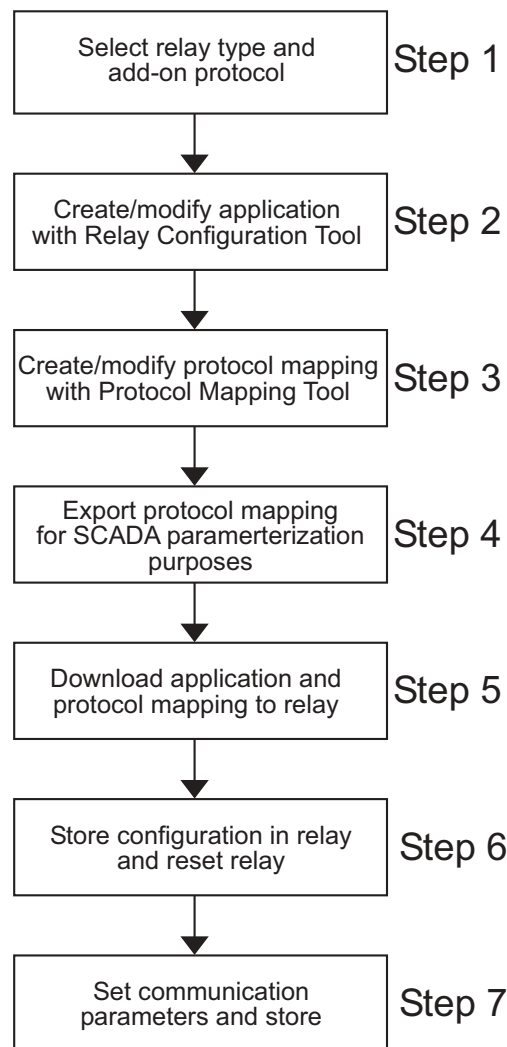 Select relay type and
add-on protocol
Step 1
Create/modify application
with Relay Configuration Tool
Step 2
Create/modify protocol mapping
with Protocol Mapping Tool
Step 3
Export protocol mapping
for SCADA paramerterization
purposes
Step 4
Download application and
protocol mapping to relay
Step 5
Store configuration in relay
and reset relay
Step 6
Set communication
parameters and store
Step 7